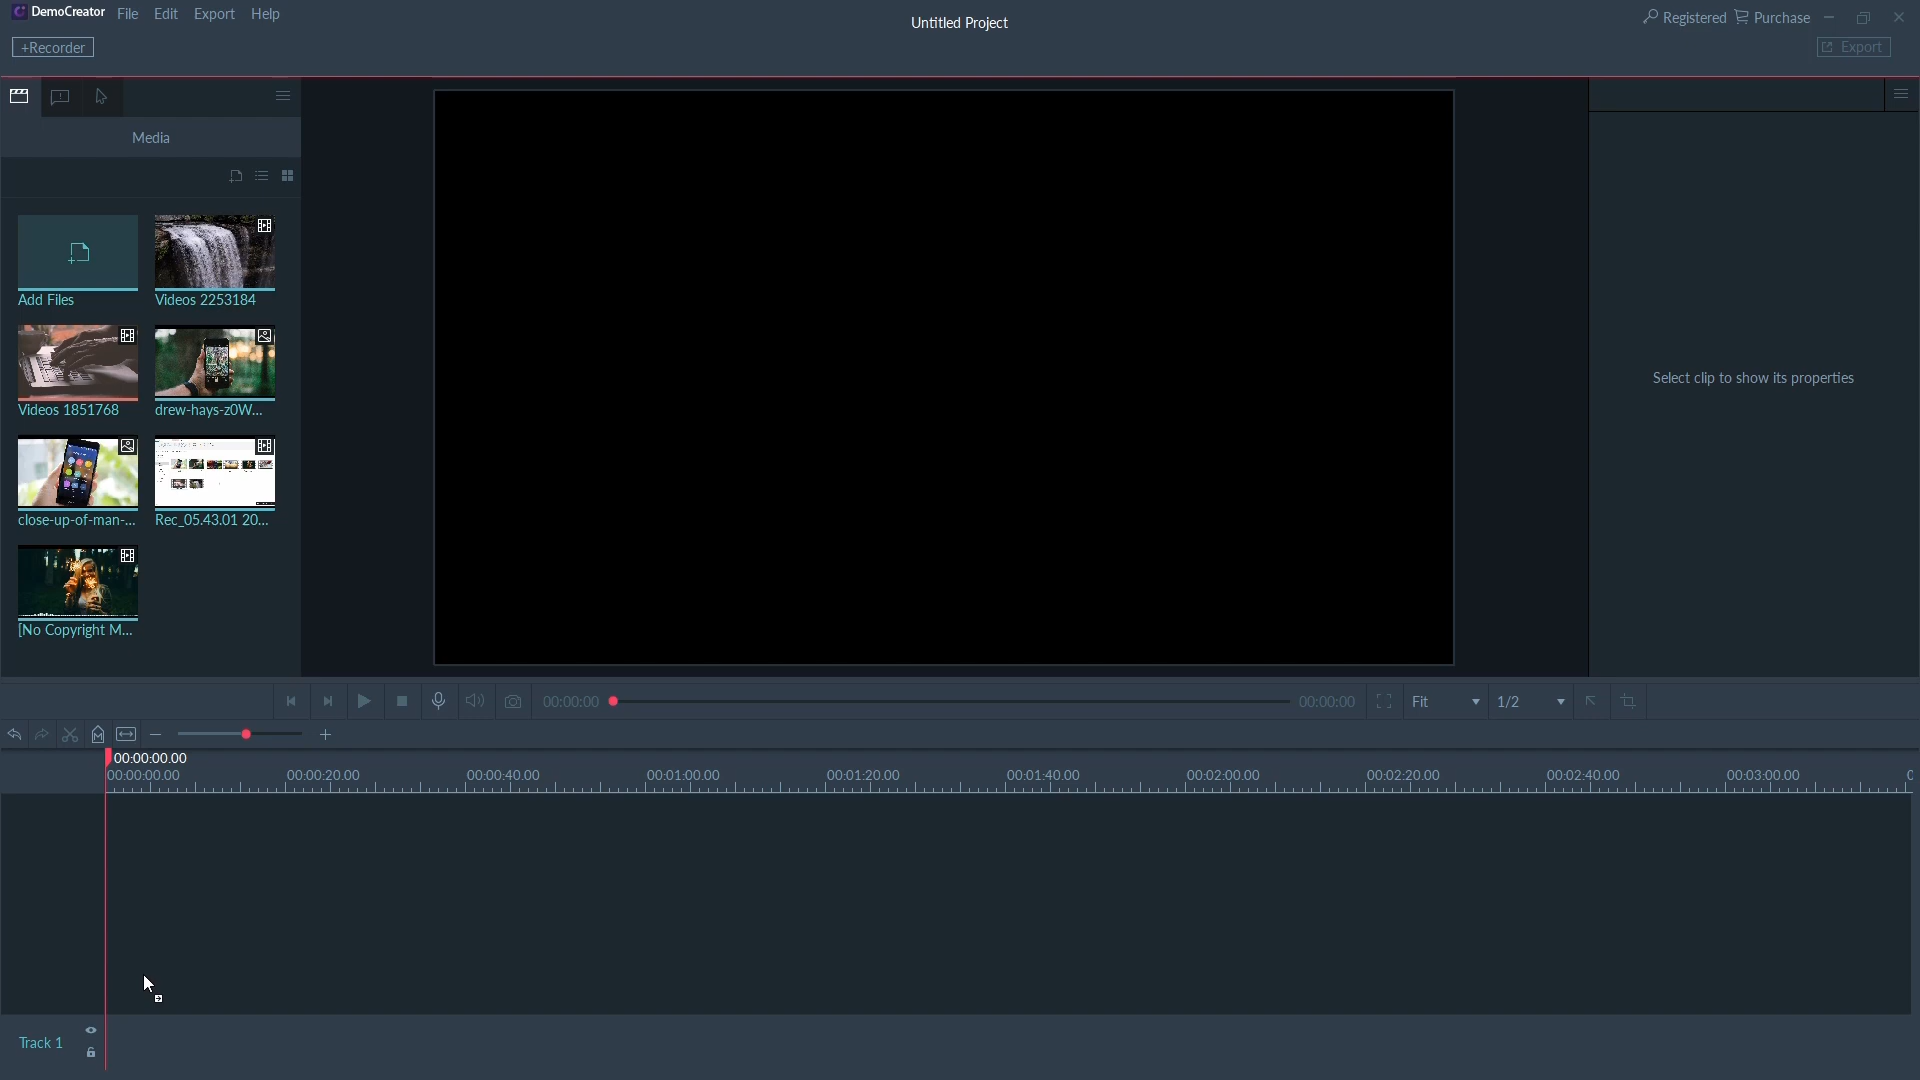 DemoCreator File Edit Export Help
Untitled Project
Registered Purchase
+Recorder
Export
Media
Add Files
Videos 2253184
Videos 1851768
drew-hays-z0W...
close-up-of-man-...
Rec_05.43.01 20...
[No Copyright M...
Select clip to show its properties
00:00:00
00:00:00
Fit
1/2
00:00:00.00
00:00:00.00 00:00:20.00 00:00:40.00 00:01:00.00 00:01:20.00 00:01:40.00 00:02:00.00 00:02:20.00 00:02:40.00 00:03:00.00
Track 1